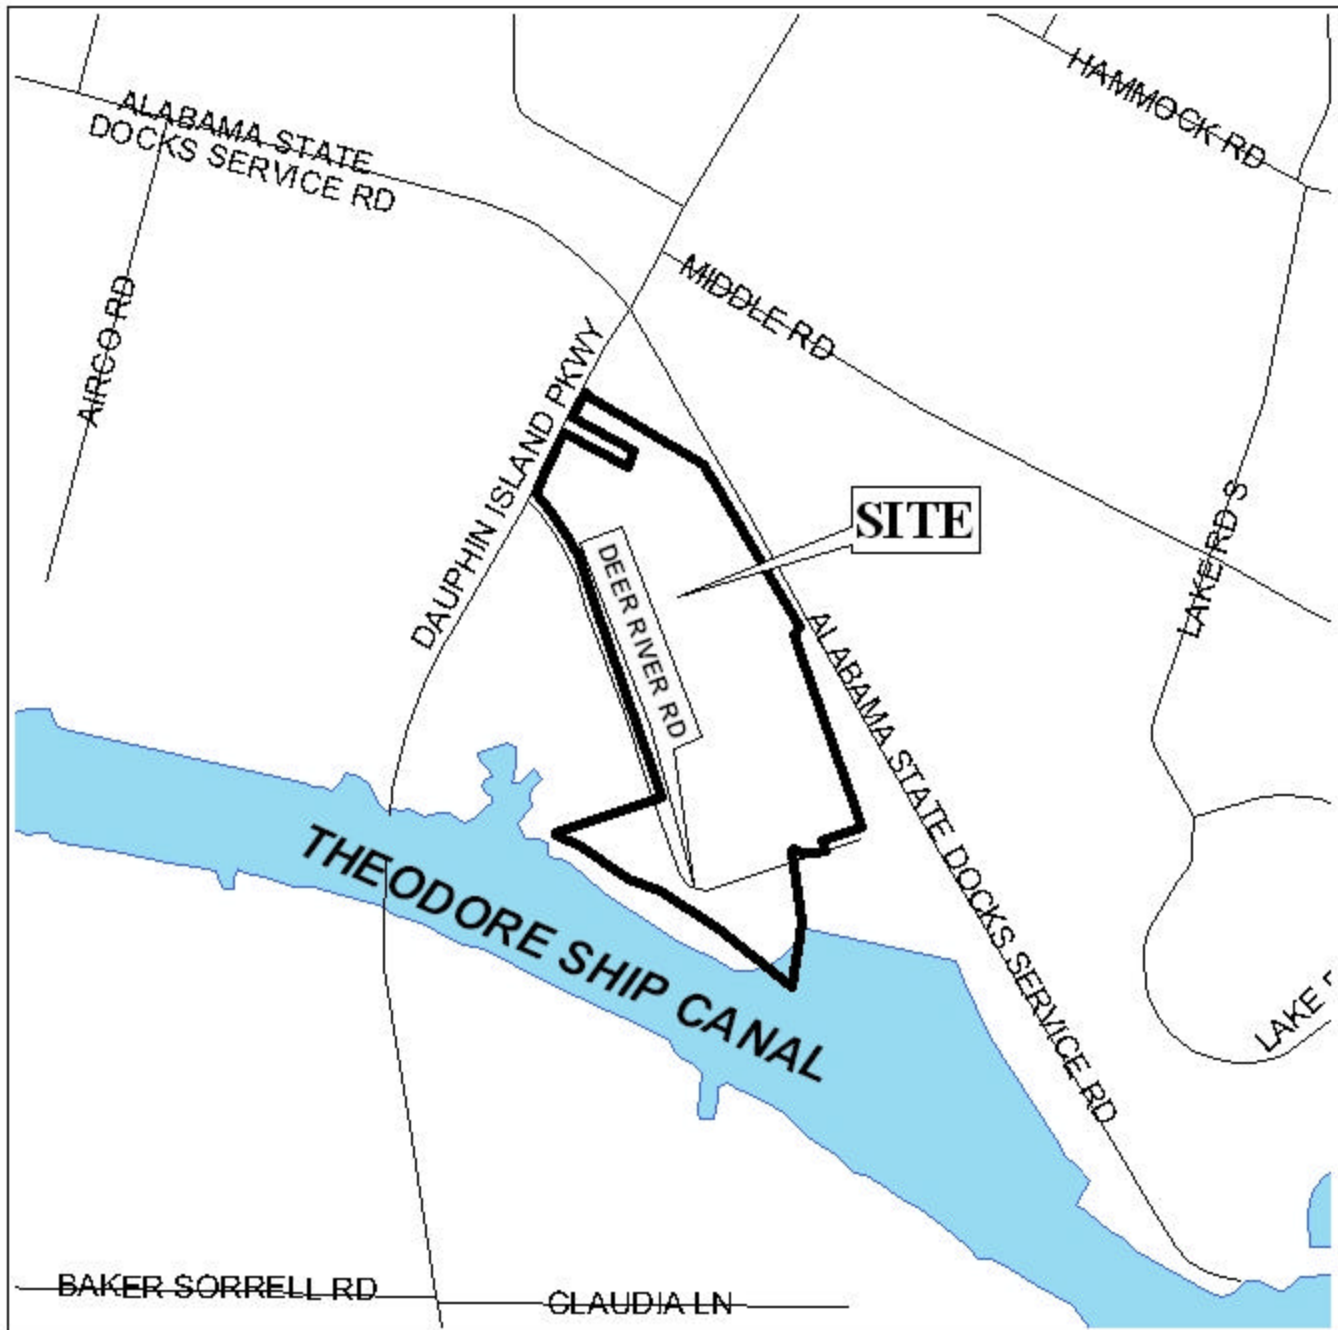 HAMMOCK RD
ALABAMA STATE
DOCKS SERVICE RD
MIDDLE RD
AIRCO RD
DAUPHIN ISLAND PKWY
SITE
LAKE RD S
DEER RIVER RD
ALABAMA STATE DOCKS SERVICE RD
THEODORE SHIP CANAL
LAKE
BAKER SORRELL RD
CLAUDIA LN